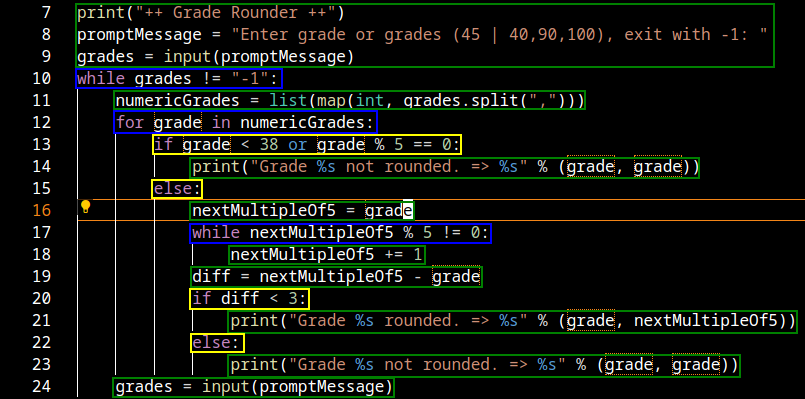 7 print("++ Grade Rounder ++")
8 promptMessage = "Enter grade or grades (45 | 40,90,100), exit with -1: "
9 grades = input(promptMessage)
10 while grades != "-1":
11 numericGrades = list(map(int, grades.split(",")))
12 for grade in numericGrades:
13 if grade < 38 or grade % 5 == 0:
14 print("Grade %s not rounded. => %s" % (grade, grade))
15 else:
16 nextMultipleOf5 = grade
17 while nextMultipleOf5 % 5 != 0:
18 nextMultipleOf5 += 1
19 diff = nextMultipleOf5 - grade
20 if diff < 3:
21 print("Grade %s rounded. => %s" % (grade, nextMultipleOf5))
22 else:
23 print("Grade %s not rounded. => %s" % (grade, grade))
24 grades = input(promptMessage)